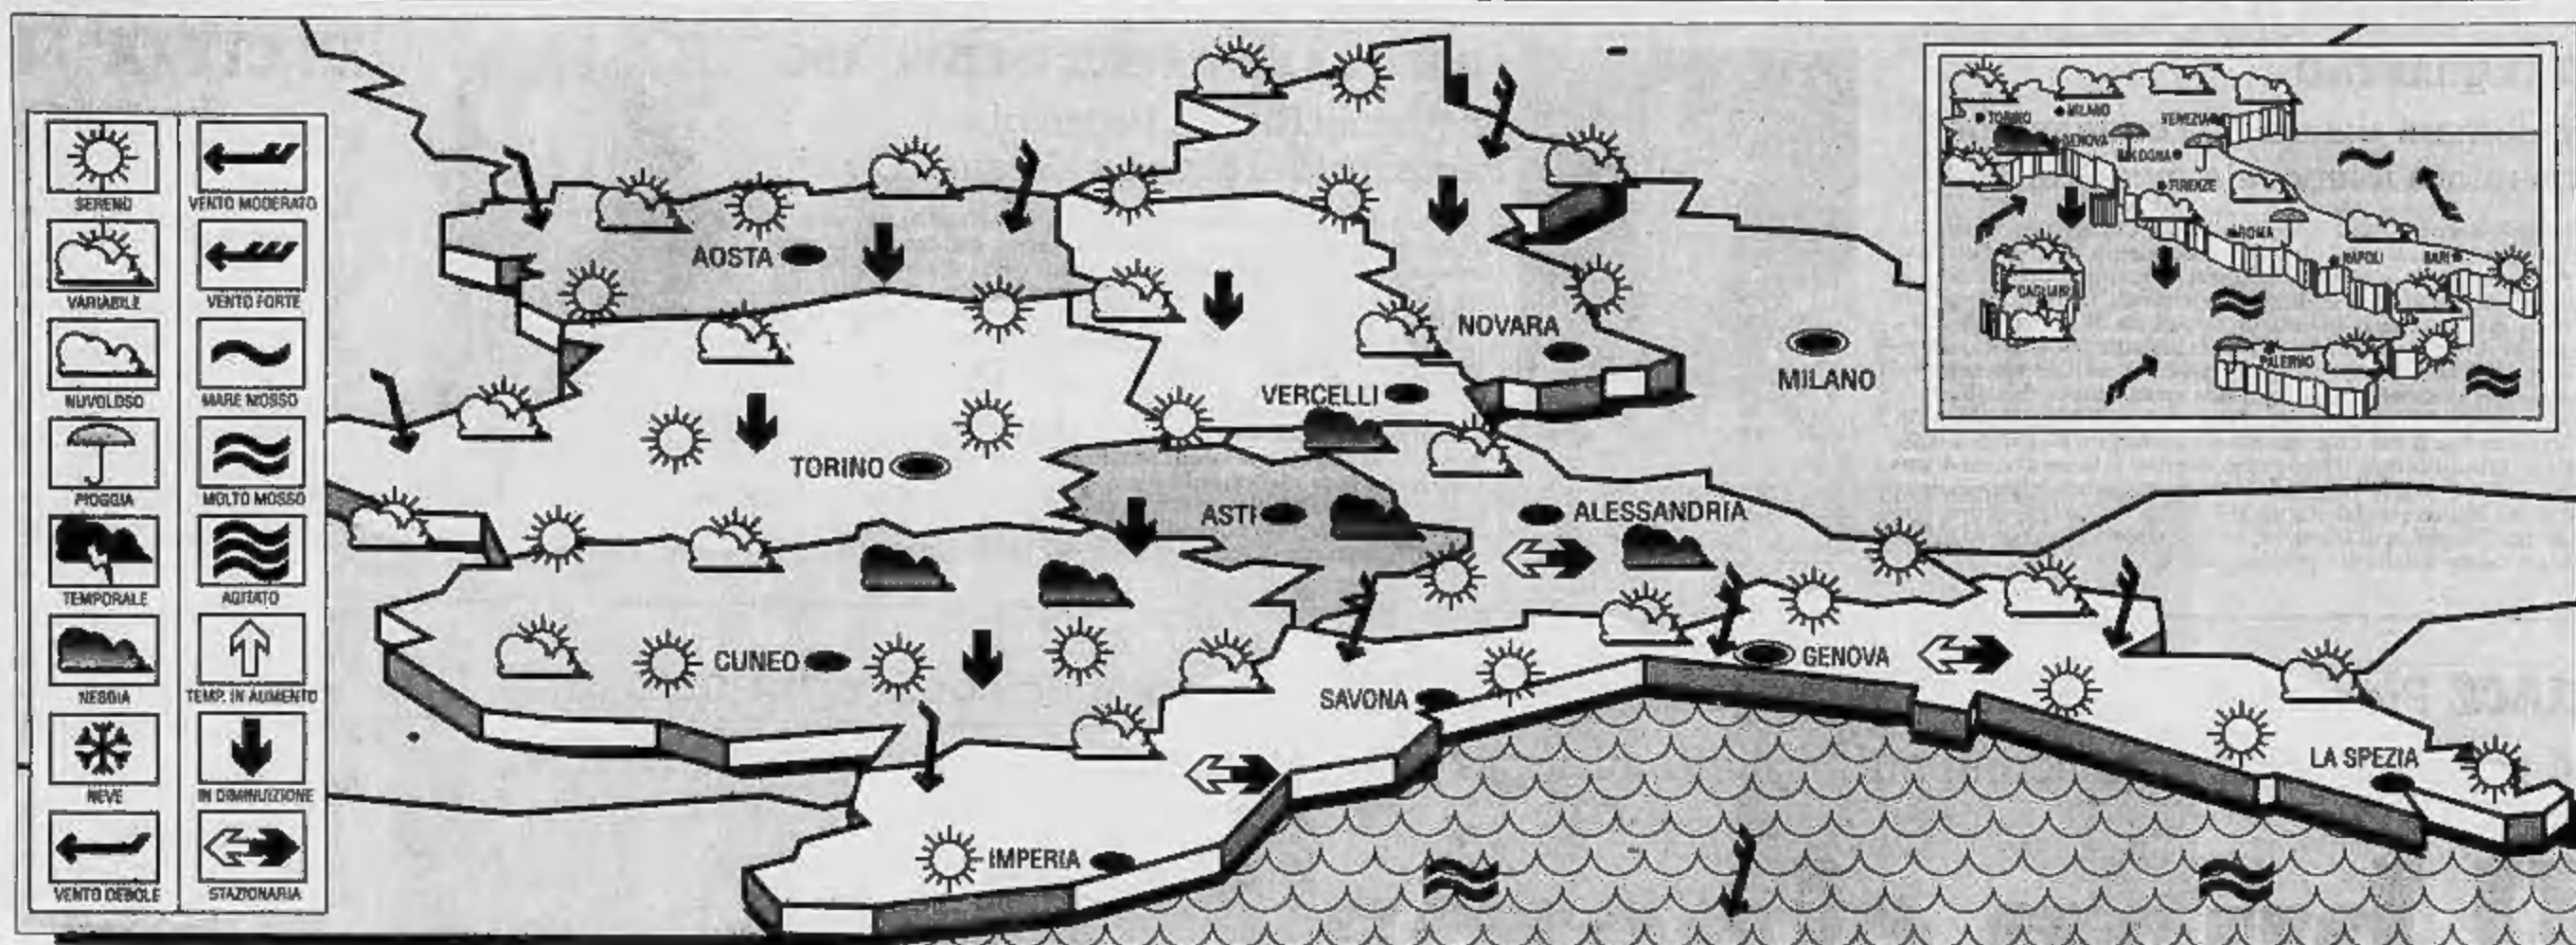 SERENO
VARIABILE
NUVOLOSO
PIOGGIA
TEMPORALE
NEBBIA
NEVE
VENTO DEBOLE
VENTO MODERATO
VENTO FORTE
MARE MOSSO
MOLTO MOSSO
AGITATO
TEMP. IN AUMENTO
IN DIMINUIZIONE
STAZIONARIA
AOSTA
NOVARA
MILANO
VERCELLI
TORINO
ASTI
ALESSANDRIA
CUNEO
GENOVA
SAVONA
LA SPEZIA
IMPERIA
TORINO
MILANO
VENEZIA
GENOVA
BOLOGNA
FIRENZE
ROMA
NAPOLI
BARI
CAGLIARI
PALERMO